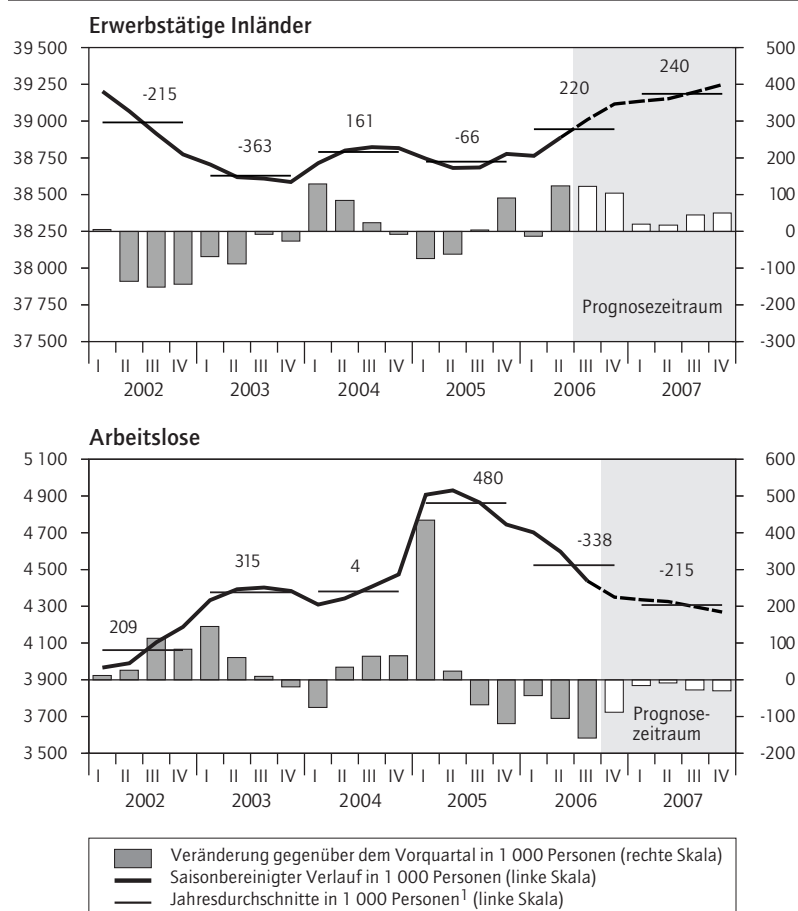 Erwerbstätige Inländer
39 500 500
39 250 400
39 000 300
38 750 200
38 500 100
38 250 0
38 000 -100
37 750 -200
37 500 -300
-215 -363 161 -66 220 240
Prognosezeitraum
I II III IV I II III IV I II III IV I II III IV I II III IV I II III IV
2002 2003 2004 2005 2006 2007
Arbeitslose
5 100 600
4 900 500
4 700 400
4 500 300
4 300 200
4 100 100
3 900 0
3 700 -100
3 500 -200
209 315 4 480 -338 -215
Prognose-
zeitraum
I II III IV I II III IV I II III IV I II III IV I II III IV I II III IV
2002 2003 2004 2005 2006 2007
Veränderung gegenüber dem Vorquartal in 1 000 Personen (rechte Skala)
Saisonbereinigter Verlauf in 1 000 Personen (linke Skala)
Jahresdurchschnitte in 1 000 Personen¹ (linke Skala)